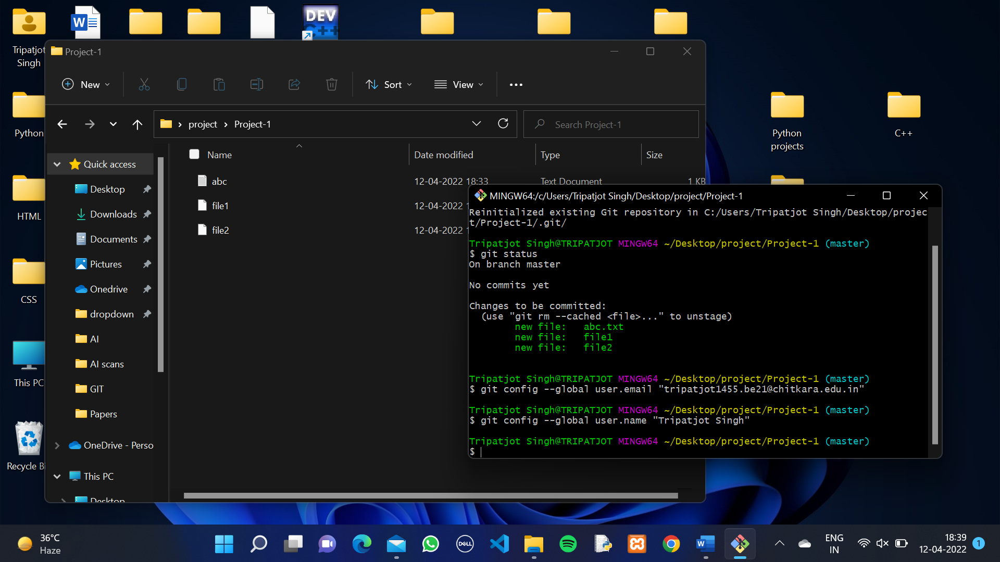 Tripatjot
Singh
W
DEV
C++
Project-1
New
Sort
View
project
Project-1
Search Project-1
Name
Date modified
Type
Size
abc
12-04-2022 18:33
Text Document
1 KB
file1
12-04-2022
file2
12-04-2022
Quick access
Desktop
Downloads
Documents
Pictures
Onedrive
dropdown
AI
AI scans
GIT
Papers
OneDrive - Perso
This PC
Desktop
Python
HTML
CSS
This PC
Recycle Bi
Python
projects
C++
MINGW64:/c/Users/Tripatjot Singh/Desktop/project/Project-1
Reinitialized existing Git repository in C:/Users/Tripatjot Singh/Desktop/projec
t/Project-1/.git/
Tripatjot Singh@TRIPATJOT MINGW64 ~/Desktop/project/Project-1 (master)
$ git status
On branch master
No commits yet
Changes to be committed:
(use "git rm --cached <file>..." to unstage)
new file:   abc.txt
new file:   file1
new file:   file2
Tripatjot Singh@TRIPATJOT MINGW64 ~/Desktop/project/Project-1 (master)
$ git config --global user.email "tripatjot1455.be21@chitkara.edu.in"
Tripatjot Singh@TRIPATJOT MINGW64 ~/Desktop/project/Project-1 (master)
$ git config --global user.name "Tripatjot Singh"
Tripatjot Singh@TRIPATJOT MINGW64 ~/Desktop/project/Project-1 (master)
$
36°C
Haze
DELL
W
ENG
IN
18:39
12-04-2022
1